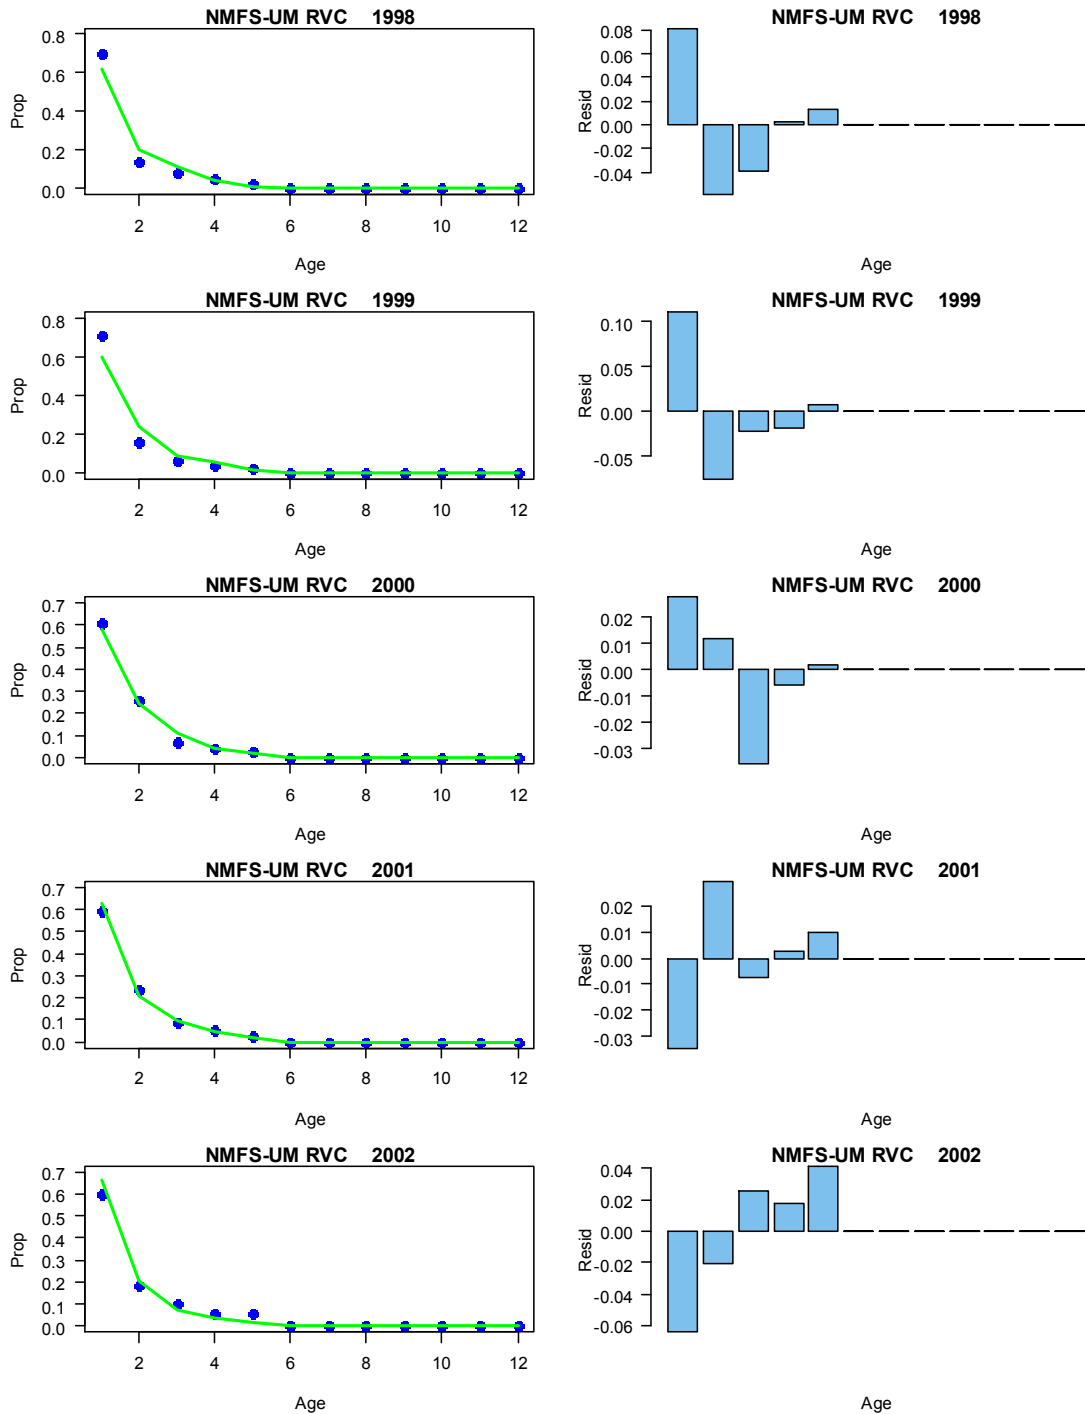 NMFS-UM RVC 1998
Prop
0.8
0.6
0.4
0.2
0.0
2 4 6 8 10 12
Age
NMFS-UM RVC 1998
Resid
0.08
0.06
0.04
0.02
0.00
-0.02
-0.04
Age
NMFS-UM RVC 1999
Prop
0.8
0.6
0.4
0.2
0.0
2 4 6 8 10 12
Age
NMFS-UM RVC 1999
Resid
0.10
0.05
0.00
-0.05
Age
NMFS-UM RVC 2000
Prop
0.7
0.6
0.5
0.4
0.3
0.2
0.1
0.0
2 4 6 8 10 12
Age
NMFS-UM RVC 2000
Resid
0.02
0.01
0.00
-0.01
-0.02
-0.03
Age
NMFS-UM RVC 2001
Prop
0.7
0.6
0.5
0.4
0.3
0.2
0.1
0.0
2 4 6 8 10 12
Age
NMFS-UM RVC 2001
Resid
0.02
0.01
0.00
-0.01
-0.02
-0.03
Age
NMFS-UM RVC 2002
Prop
0.7
0.6
0.5
0.4
0.3
0.2
0.1
0.0
2 4 6 8 10 12
Age
NMFS-UM RVC 2002
Resid
0.04
0.02
0.00
-0.02
-0.04
-0.06
Age